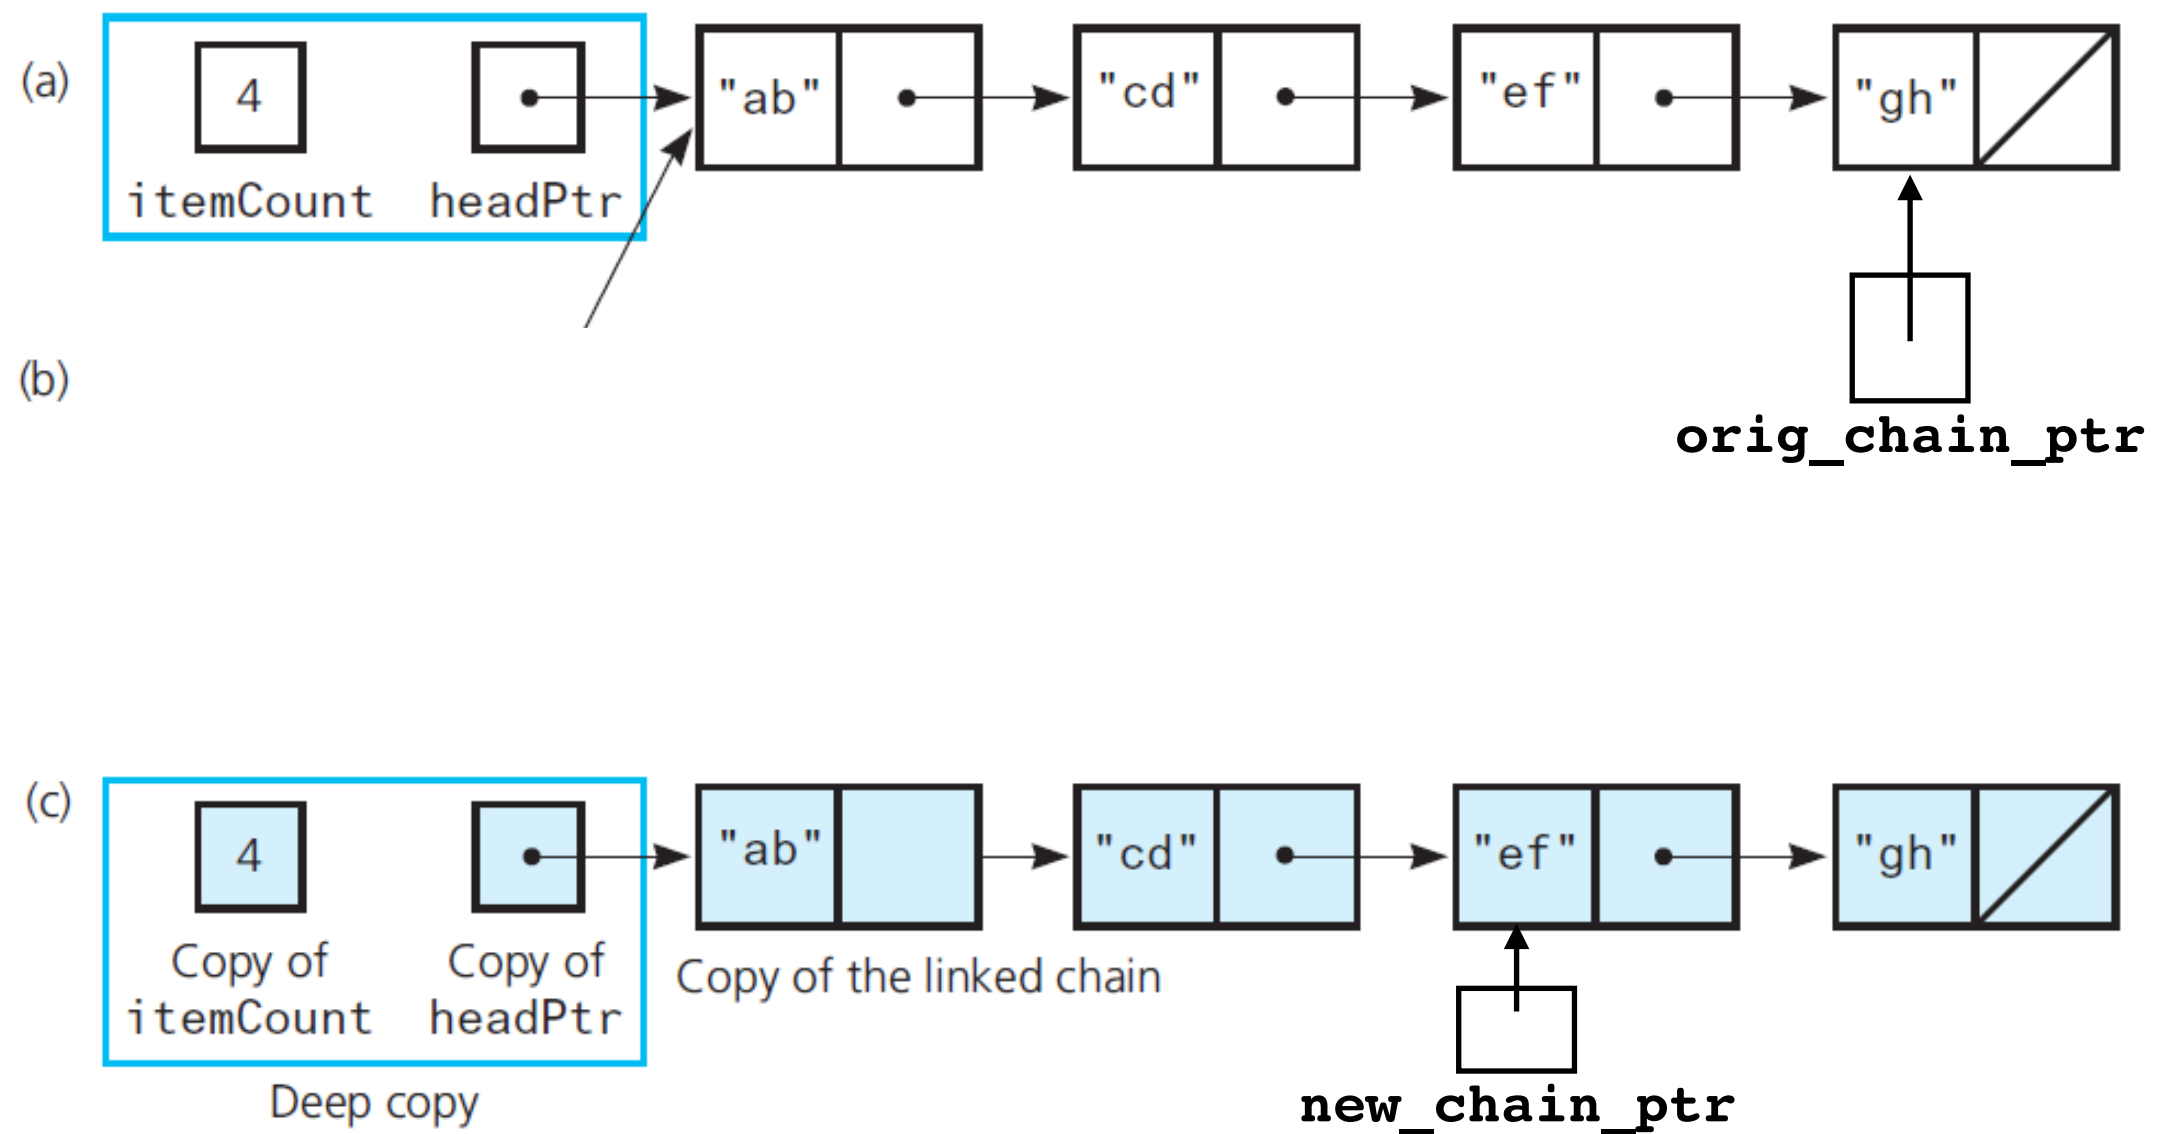 (a)
4
"ab"
"cd"
"ef"
"gh"
itemCount
headPtr
(b)
orig_chain_ptr
(c)
4
"ab"
"cd"
"ef"
"gh"
Copy of
itemCount
Copy of
headPtr
Copy of the linked chain
Deep copy
new_chain_ptr